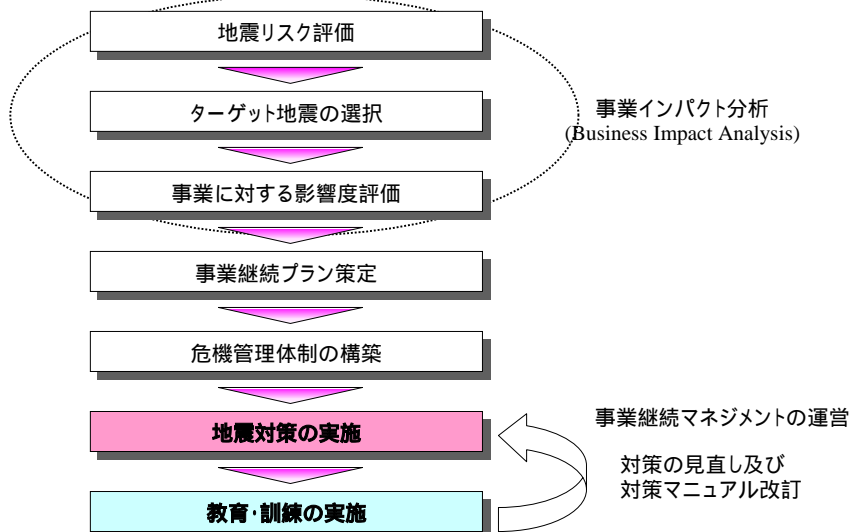 地震リスク評価
ターゲット地震の選択
事業に対する影響度評価
事業インパクト分析
(Business Impact Analysis)
事業継続プラン策定
危機管理体制の構築
地震対策の実施
教育・訓練の実施
事業継続マネジメントの運営
対策の見直し及び
対策マニュアル改訂